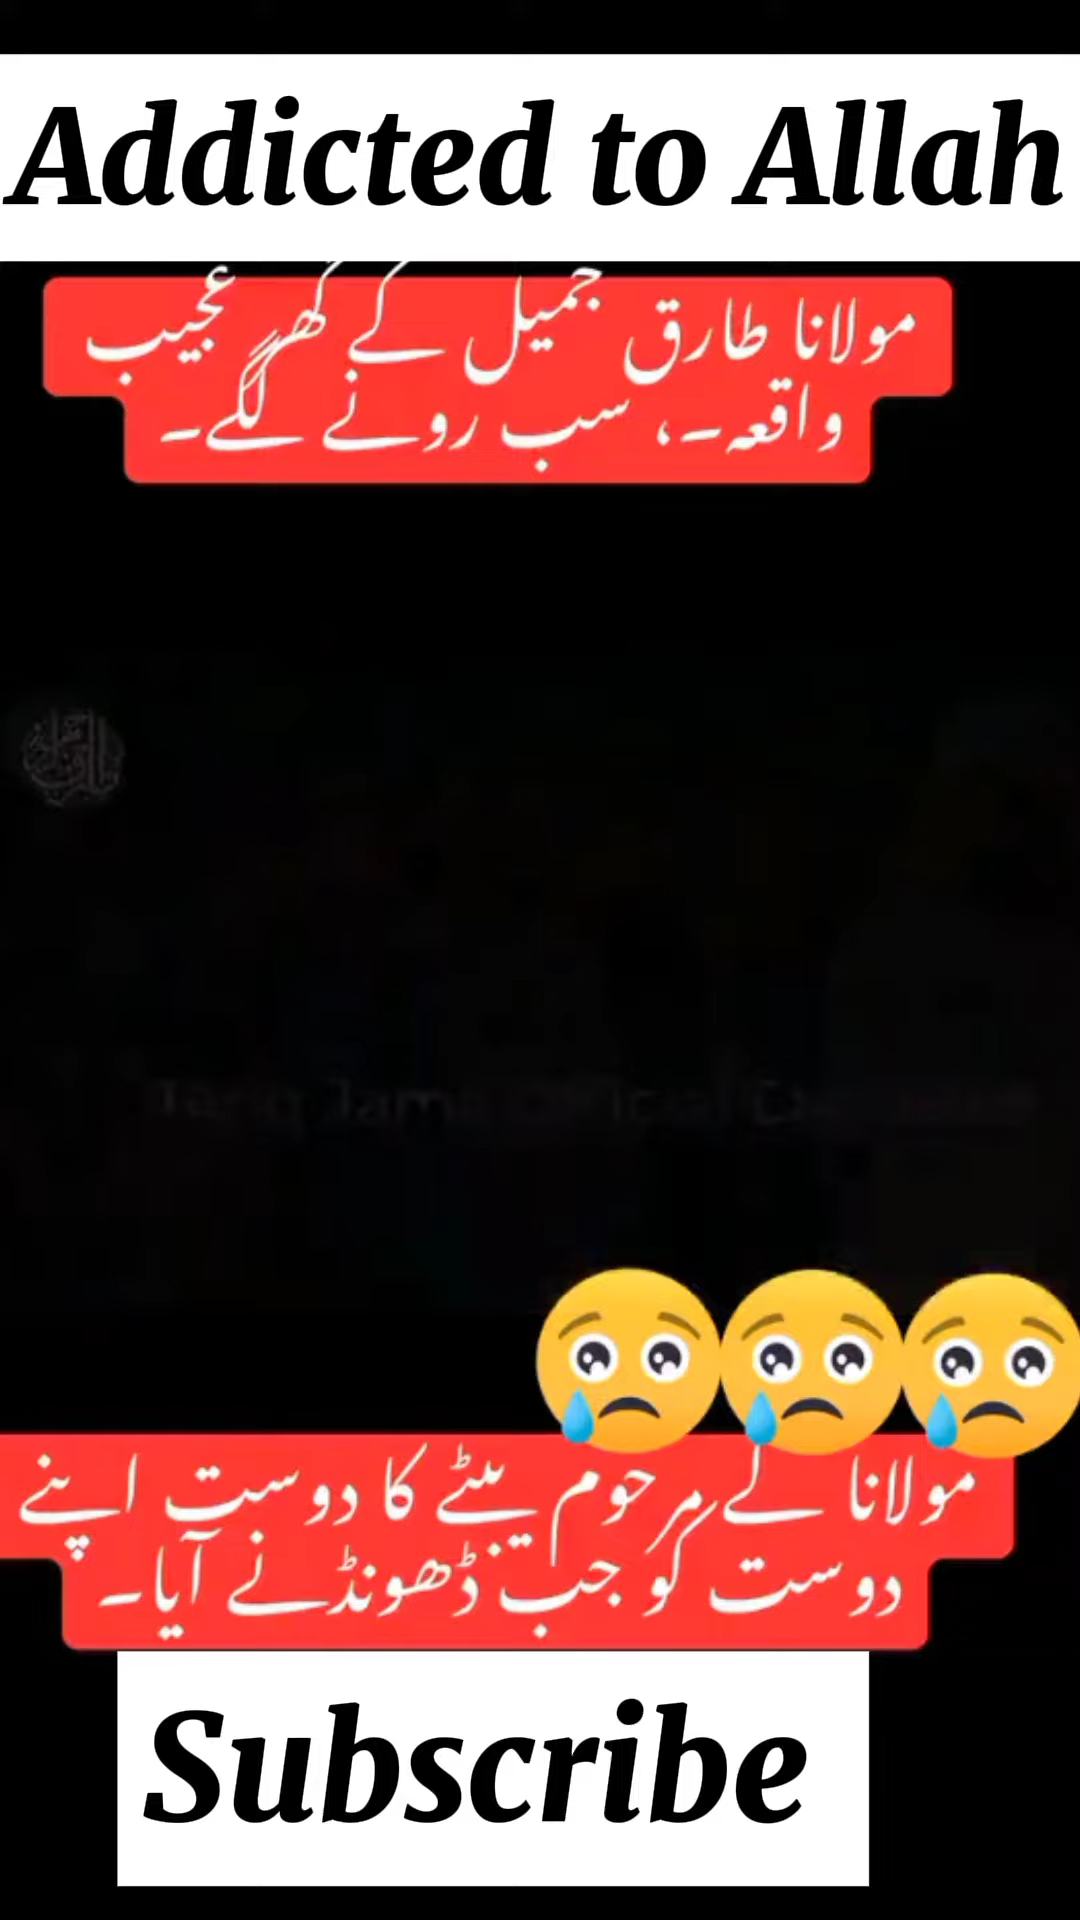 Addicted to Allah
مولانا طارق جمیل کے گھر عجیب
واقعہ۔، سب رونے لگے۔
مولانا کے مرحوم بیٹے کا دوست اپنے
دوست کو جب ڈھونڈنے آیا۔
Subscribe